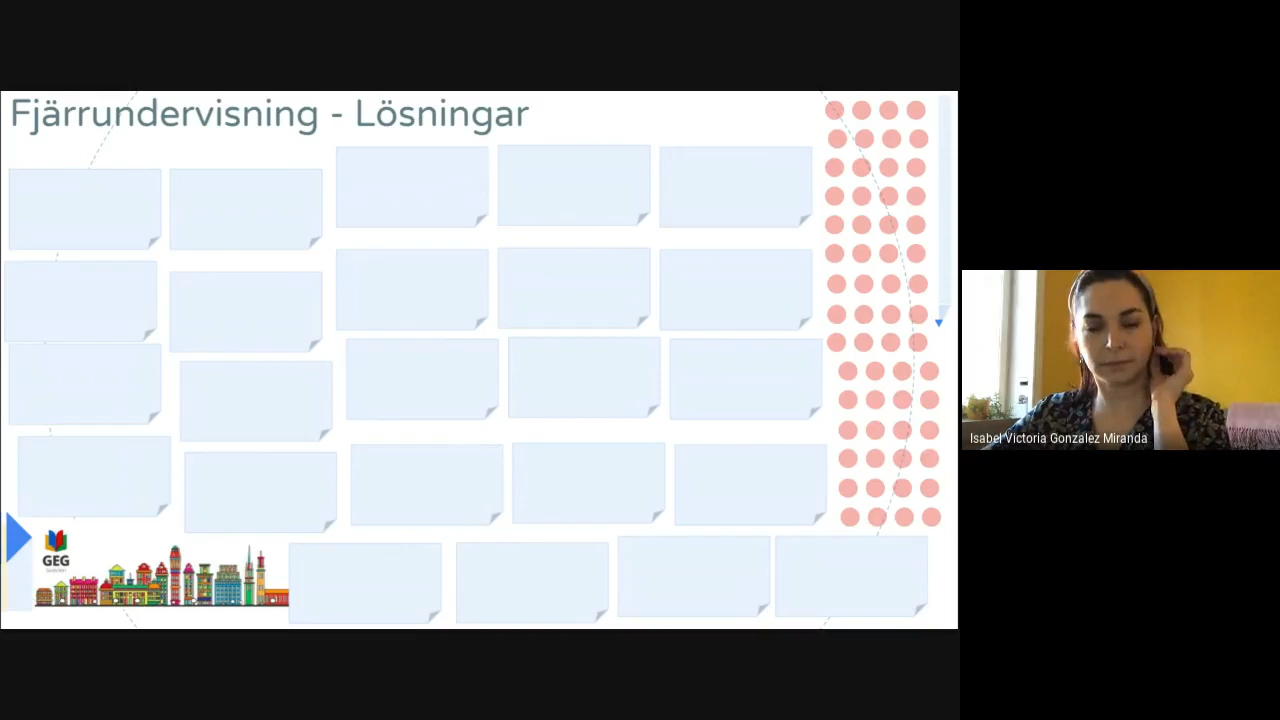 Fjärrundervisning - Lösningar
GEG
Isabel Victoria Gonzalez Miranda